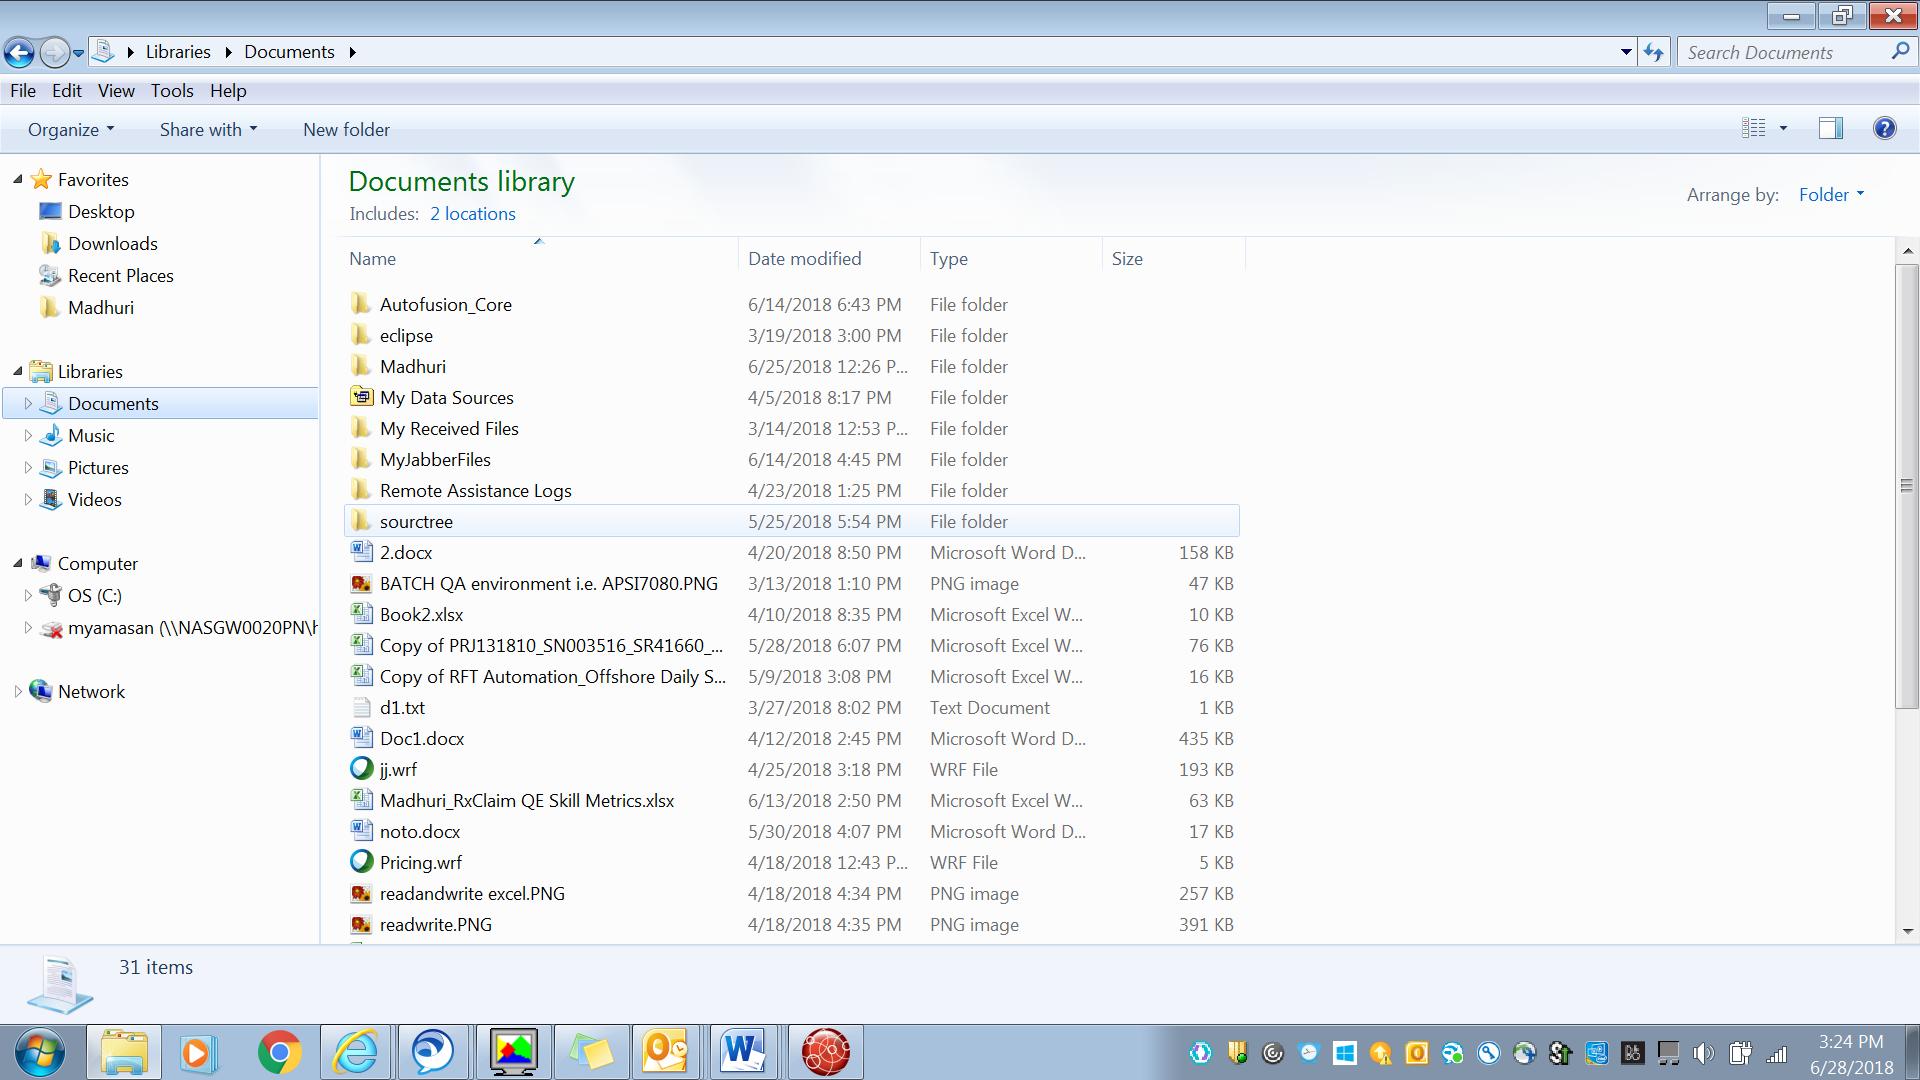 Libraries Documents
Search Documents
File Edit View Tools Help
Organize Share with New folder
Favorites
Desktop
Downloads
Recent Places
Madhuri
Libraries
Documents
Music
Pictures
Videos
Computer
OS (C:)
myamasan (\\NASGW0020PN\h
Network
Documents library
Includes: 2 locations
Arrange by: Folder
Name Date modified Type Size
Autofusion_Core 6/14/2018 6:43 PM File folder
eclipse 3/19/2018 3:00 PM File folder
Madhuri 6/25/2018 12:26 P... File folder
My Data Sources 4/5/2018 8:17 PM File folder
My Received Files 3/14/2018 12:53 P... File folder
MyJabberFiles 6/14/2018 4:45 PM File folder
Remote Assistance Logs 4/23/2018 1:25 PM File folder
sourctree 5/25/2018 5:54 PM File folder
2.docx 4/20/2018 8:50 PM Microsoft Word D... 158 KB
BATCH QA environment i.e. APSI7080.PNG 3/13/2018 1:10 PM PNG image 47 KB
Book2.xlsx 4/10/2018 8:35 PM Microsoft Excel W... 10 KB
Copy of PRJ131810_SN003516_SR41660_... 5/28/2018 6:07 PM Microsoft Excel W... 76 KB
Copy of RFT Automation_Offshore Daily S... 5/9/2018 3:08 PM Microsoft Excel W... 16 KB
d1.txt 3/27/2018 8:02 PM Text Document 1 KB
Doc1.docx 4/12/2018 2:45 PM Microsoft Word D... 435 KB
jj.wrf 4/25/2018 3:18 PM WRF File 193 KB
Madhuri_RxClaim QE Skill Metrics.xlsx 6/13/2018 2:50 PM Microsoft Excel W... 63 KB
noto.docx 5/30/2018 4:07 PM Microsoft Word D... 17 KB
Pricing.wrf 4/18/2018 12:43 P... WRF File 5 KB
readandwrite excel.PNG 4/18/2018 4:34 PM PNG image 257 KB
readwrite.PNG 4/18/2018 4:35 PM PNG image 391 KB
31 items
3:24 PM
6/28/2018